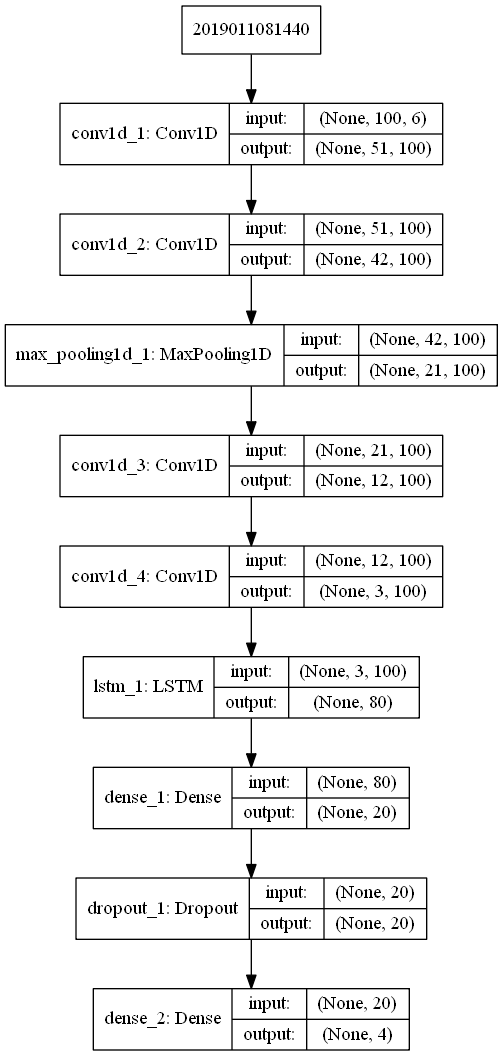 2019011081440
conv1d_1: Conv1D
input:
(None, 100, 6)
output:
(None, 51, 100)
conv1d_2: Conv1D
input:
(None, 51, 100)
output:
(None, 42, 100)
max_pooling1d_1: MaxPooling1D
input:
(None, 42, 100)
output:
(None, 21, 100)
conv1d_3: Conv1D
input:
(None, 21, 100)
output:
(None, 12, 100)
conv1d_4: Conv1D
input:
(None, 12, 100)
output:
(None, 3, 100)
lstm_1: LSTM
input:
(None, 3, 100)
output:
(None, 80)
dense_1: Dense
input:
(None, 80)
output:
(None, 20)
dropout_1: Dropout
input:
(None, 20)
output:
(None, 20)
dense_2: Dense
input:
(None, 20)
output:
(None, 4)